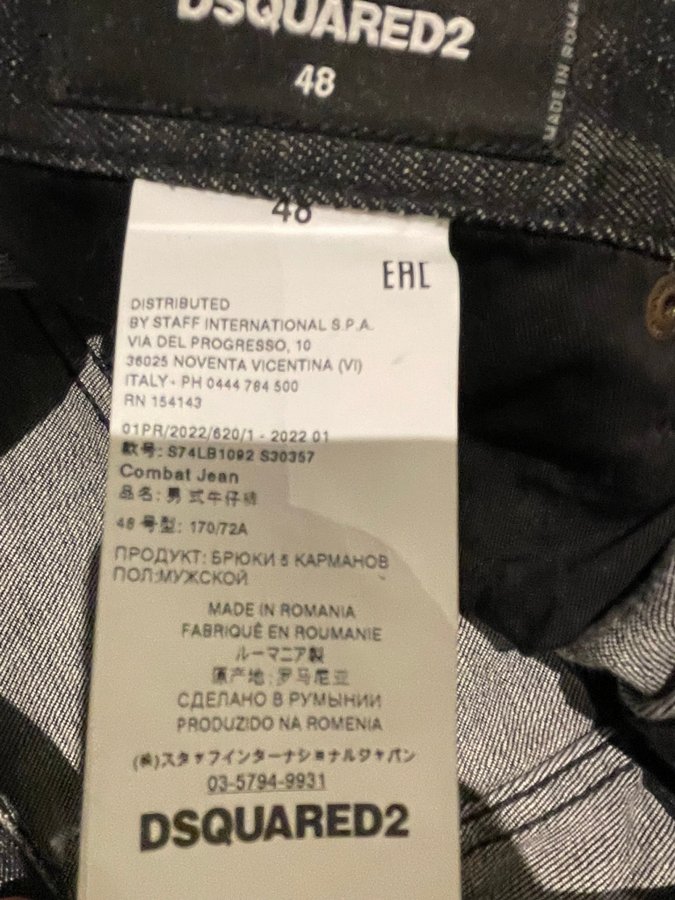 DSQUARED2
48
MADE IN ROMA
48
EAC
DISTRIBUTED
BY STAFF INTERNATIONAL S.P.A.
VIA DEL PROGRESSO, 10
36025 NOVENTA VICENTINA (VI)
ITALY - PH 0444 784 500
RN 154143
01PR/2022/620/1 - 2022 01
款号: S74LB1092 S30357
Combat Jean
品名: 男式牛仔裤
48 号型: 170/72A
ПРОДУКТ: БРЮКИ 5 КАРМАНОВ
ПОЛ:МУЖСКОЙ
MADE IN ROMANIA
FABRIQUÉ EN ROUMANIE
ルーマニア製
原产地: 罗马尼亚
СДЕЛАНО В РУМЫНИИ
PRODUZIDO NA ROMENIA
(株)スタッフインターナショナルジャパン
03-5794-9931
DSQUARED2